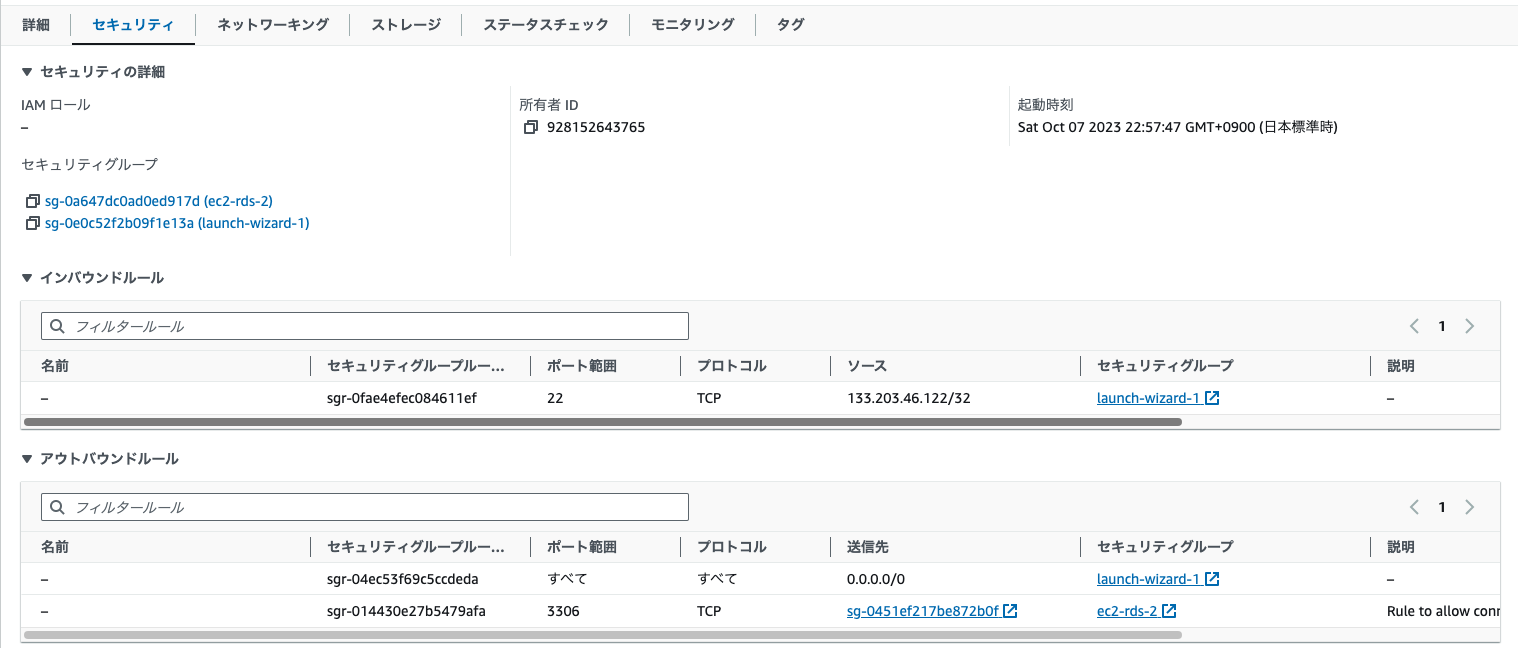 詳細 セキュリティ ネットワーキング ストレージ ステータスチェック モニタリング タグ
▼ セキュリティの詳細
IAM ロール
–
所有者 ID
928152643765
起動時刻
Sat Oct 07 2023 22:57:47 GMT+0900 (日本標準時)
セキュリティグループ
sg-0a647dc0ad0ed917d (ec2-rds-2)
sg-0e0c52f2b09f1e13a (launch-wizard-1)
▼ インバウンドルール
フィルタールール
1
名前 セキュリティグループルー... ポート範囲 プロトコル ソース セキュリティグループ 説明
– sgr-0fae4efec084611ef 22 TCP 133.203.46.122/32 launch-wizard-1 –
▼ アウトバウンドルール
フィルタールール
1
名前 セキュリティグループルー... ポート範囲 プロトコル 送信先 セキュリティグループ 説明
– sgr-04ec53f69c5ccdeda すべて すべて 0.0.0.0/0 launch-wizard-1 –
– sgr-014430e27b5479afa 3306 TCP sg-0451ef217be872b0f ec2-rds-2 Rule to allow conn